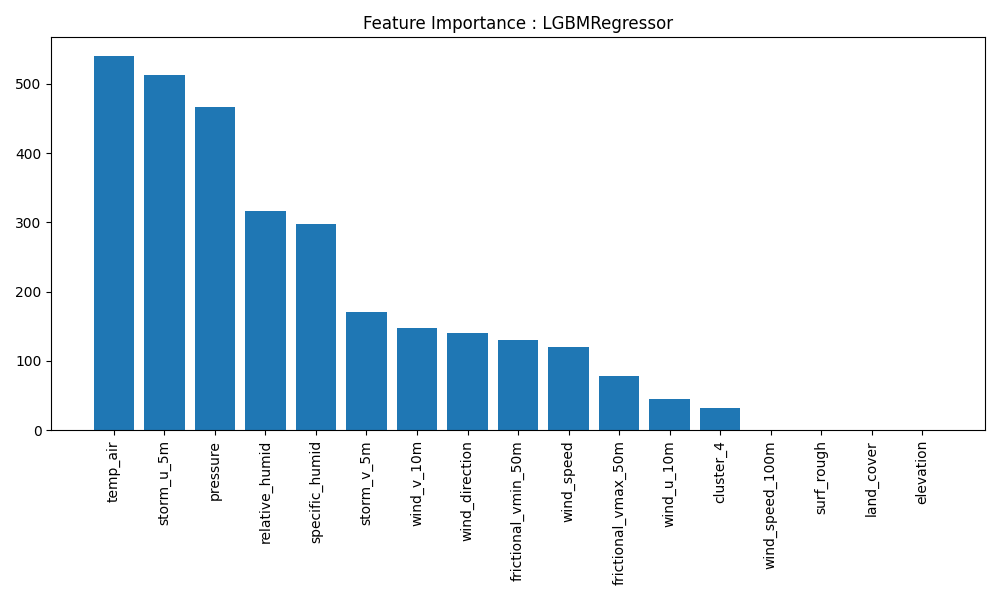 Feature Importance : LGBMRegressor
500
400
300
200
100
0
temp_air
storm_u_5m
pressure
relative_humid
specific_humid
storm_v_5m
wind_v_10m
wind_direction
frictional_vmin_50m
wind_speed
frictional_vmax_50m
wind_u_10m
cluster_4
wind_speed_100m
surf_rough
land_cover
elevation